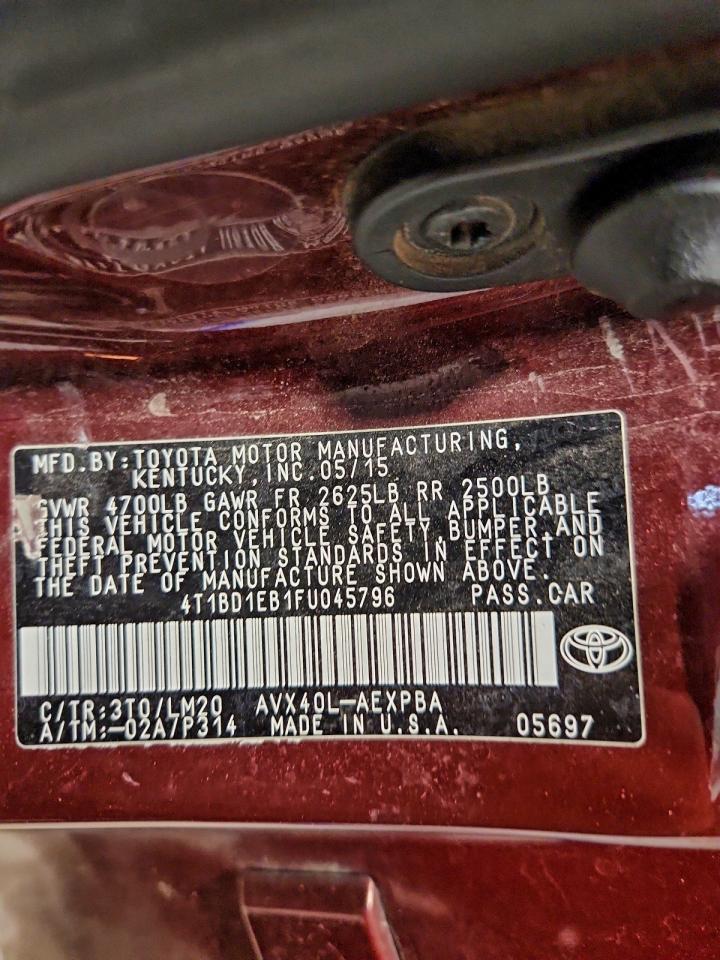 MFD.BY:TOYOTA MOTOR MANUFACTURING,
KENTUCKY,INC.05/15
GVWR 4700LB GAWR FR 2625LB RR 2500LB
THIS VEHICLE CONFORMS TO ALL APPLICABLE
FEDERAL MOTOR VEHICLE SAFETY,BUMPER,AND
THEFT PREVENTION STANDARDS IN EFFECT ON
THE DATE OF MANUFACTURE SHOWN ABOVE.
4T1BD1EB1FU045796 PASS.CAR
C/TR:3T0/LM20 AVX40L-AEXPBA
A/TM:-02A/P314 MADE IN U.S.A. 05697